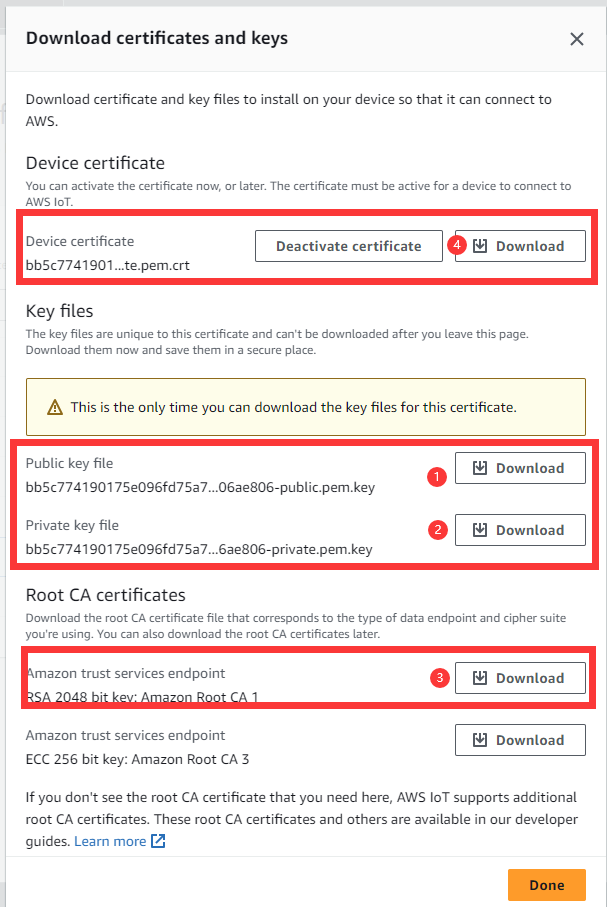 Download certificates and keys
Download certificate and key files to install on your device so that it can connect to
AWS.
Device certificate
You can activate the certificate now, or later. The certificate must be active for a device to connect to
AWS IoT.
Device certificate
bb5c7741901...te.pem.crt
Deactivate certificate
4
Download
Key files
The key files are unique to this certificate and can't be downloaded after you leave this page.
Download them now and save them in a secure place.
This is the only time you can download the key files for this certificate.
Public key file
bb5c774190175e096fd75a7...06ae806-public.pem.key
1
Download
Private key file
bb5c774190175e096fd75a7...6ae806-private.pem.key
2
Download
Root CA certificates
Download the root CA certificate file that corresponds to the type of data endpoint and cipher suite
you're using. You can also download the root CA certificates later.
Amazon trust services endpoint
RSA 2048 bit key: Amazon Root CA 1
3
Download
Amazon trust services endpoint
ECC 256 bit key: Amazon Root CA 3
Download
If you don't see the root CA certificate that you need here, AWS IoT supports additional
root CA certificates. These root CA certificates and others are available in our developer
guides. Learn more
Done